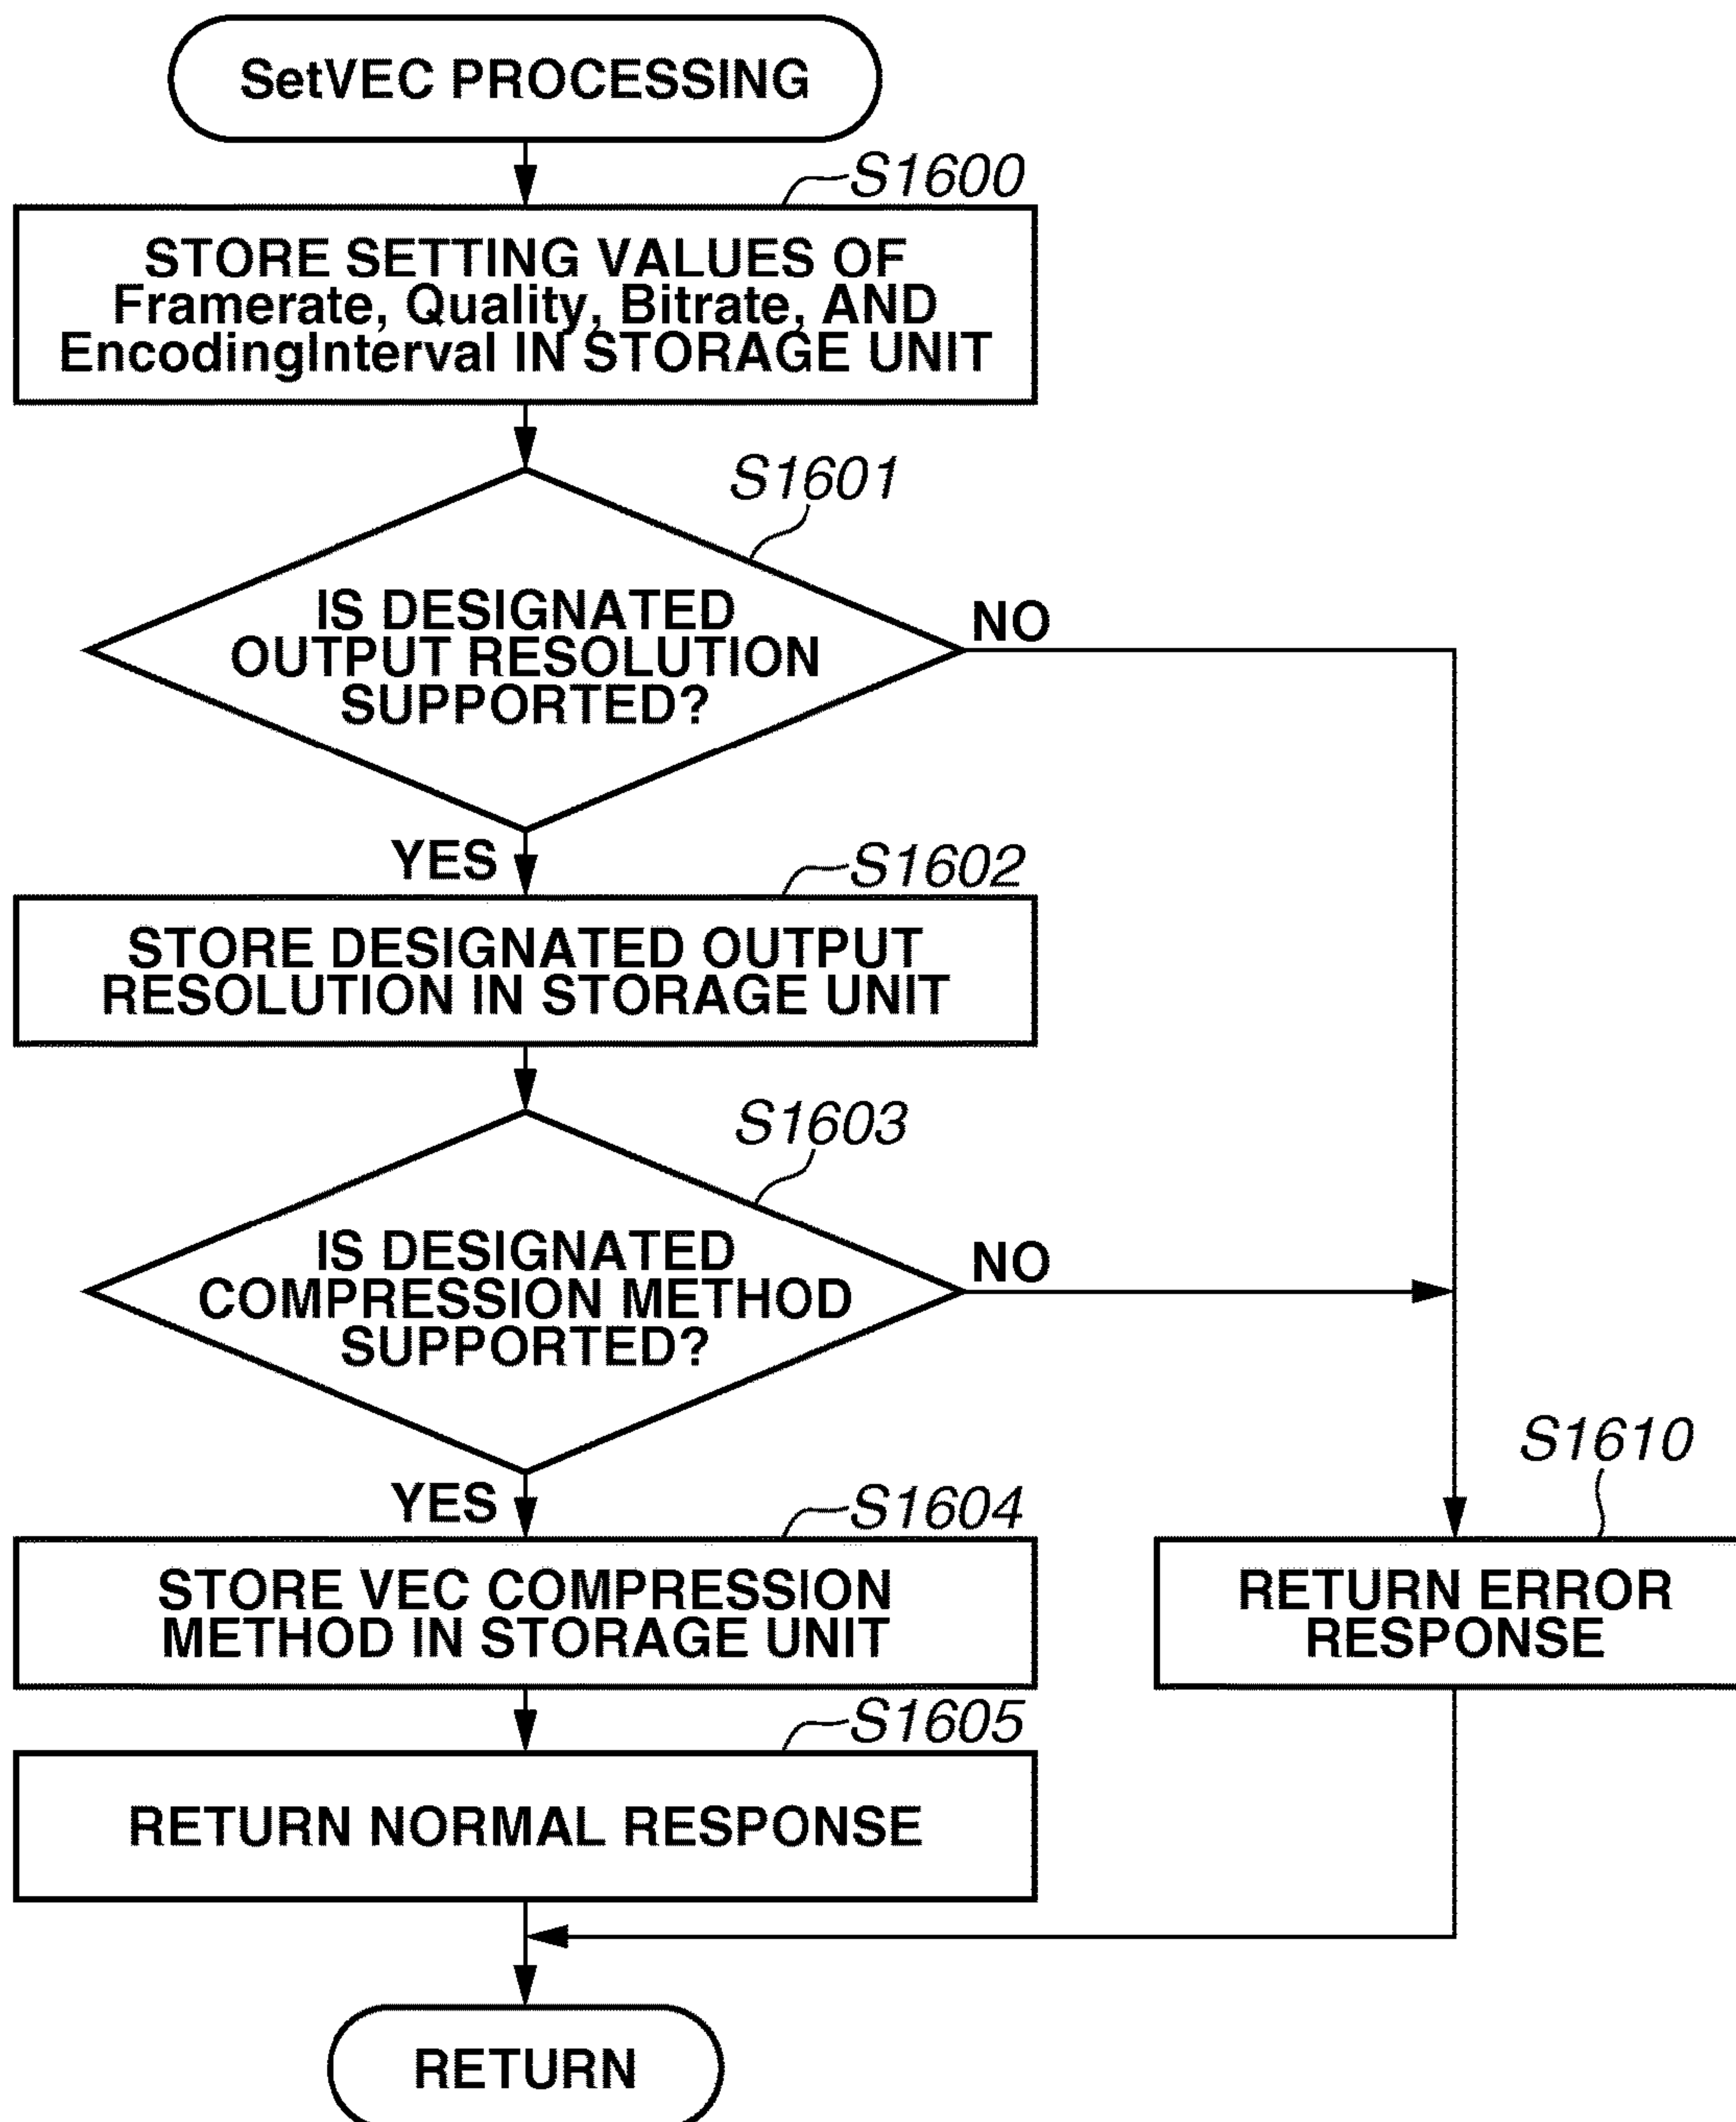 SetVEC PROCESSING
S1600
STORE SETTING VALUES OF
Framerate, Quality, Bitrate, AND
EncodingInterval IN STORAGE UNIT
S1601
IS DESIGNATED
OUTPUT RESOLUTION
SUPPORTED?
NO
YES
S1602
STORE DESIGNATED OUTPUT
RESOLUTION IN STORAGE UNIT
S1603
IS DESIGNATED
COMPRESSION METHOD
SUPPORTED?
NO
YES
S1604
STORE VEC COMPRESSION
METHOD IN STORAGE UNIT
S1610
RETURN ERROR
RESPONSE
S1605
RETURN NORMAL RESPONSE
RETURN